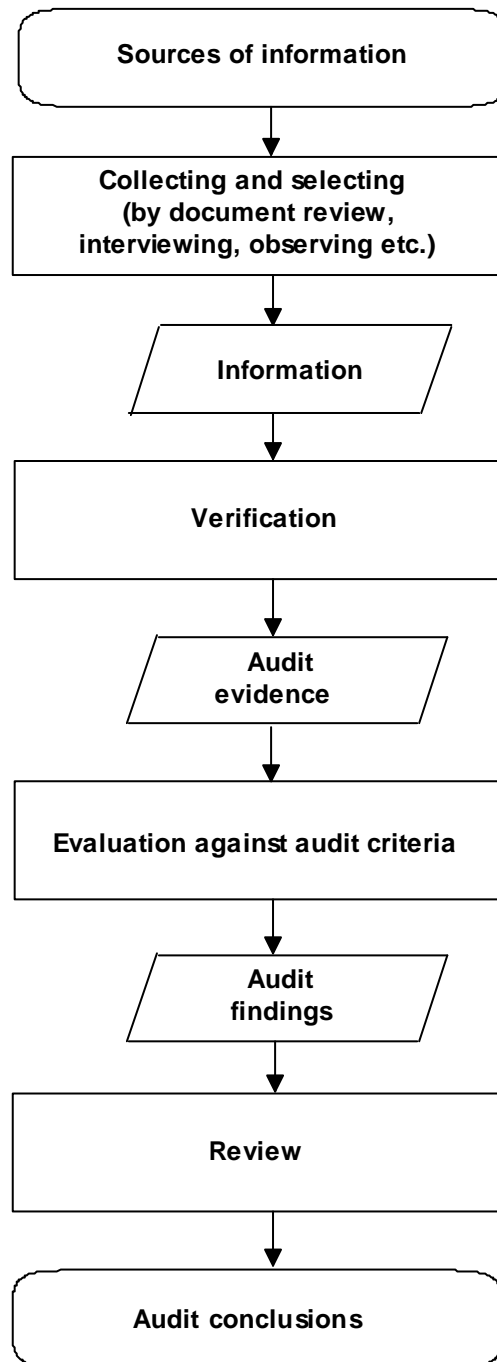 Sources of information
Collecting and selecting
(by document review,
interviewing, observing etc.)
Information
Verification
Audit
evidence
Evaluation against audit criteria
Audit
findings
Review
Audit conclusions